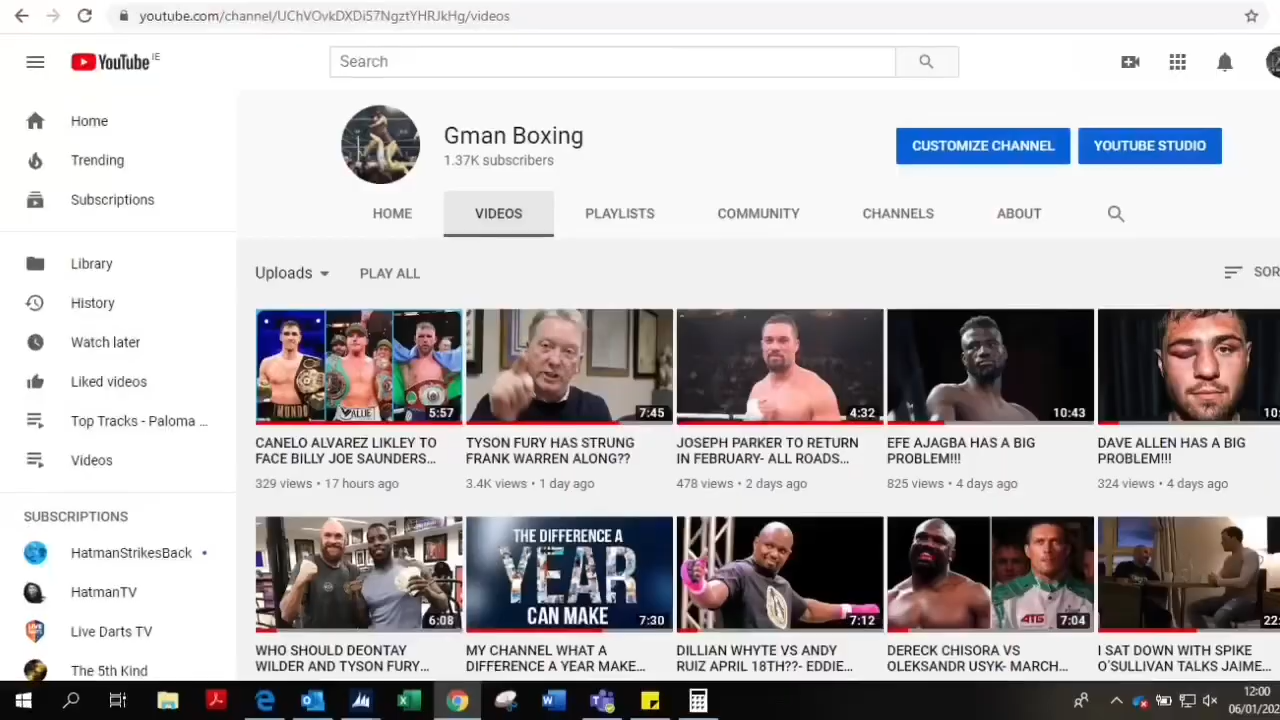 youtube.com/channel/UChVOvkDXDi57NgztYHRJkHg/videos
YouTube IE
Search
Home
Trending
Subscriptions
Library
History
Watch later
Liked videos
Top Tracks - Paloma ...
Videos
SUBSCRIPTIONS
HatmanStrikesBack
HatmanTV
Live Darts TV
The 5th Kind
Gman Boxing
1.37K subscribers
CUSTOMIZE CHANNEL
YOUTUBE STUDIO
HOME
VIDEOS
PLAYLISTS
COMMUNITY
CHANNELS
ABOUT
Uploads
PLAY ALL
SOR
5:57
CANELO ALVAREZ LIKLEY TO
FACE BILLY JOE SAUNDERS...
329 views • 17 hours ago
7:45
TYSON FURY HAS STRUNG
FRANK WARREN ALONG??
3.4K views • 1 day ago
4:32
JOSEPH PARKER TO RETURN
IN FEBRUARY- ALL ROADS...
478 views • 2 days ago
10:43
EFE AJAGBA HAS A BIG
PROBLEM!!!
825 views • 4 days ago
10:
DAVE ALLEN HAS A BIG
PROBLEM!!!
324 views • 4 days ago
6:08
WHO SHOULD DEONTAY
WILDER AND TYSON FURY...
THE DIFFERENCE A
YEAR
CAN MAKE
7:30
MY CHANNEL WHAT A
DIFFERENCE A YEAR MAKE...
7:12
DILLIAN WHYTE VS ANDY
RUIZ APRIL 18TH??- EDDIE...
7:04
DERECK CHISORA VS
OLEKSANDR USYK- MARCH...
22:
I SAT DOWN WITH SPIKE
O'SULLIVAN TALKS JAIME...
12:00
06/01/202